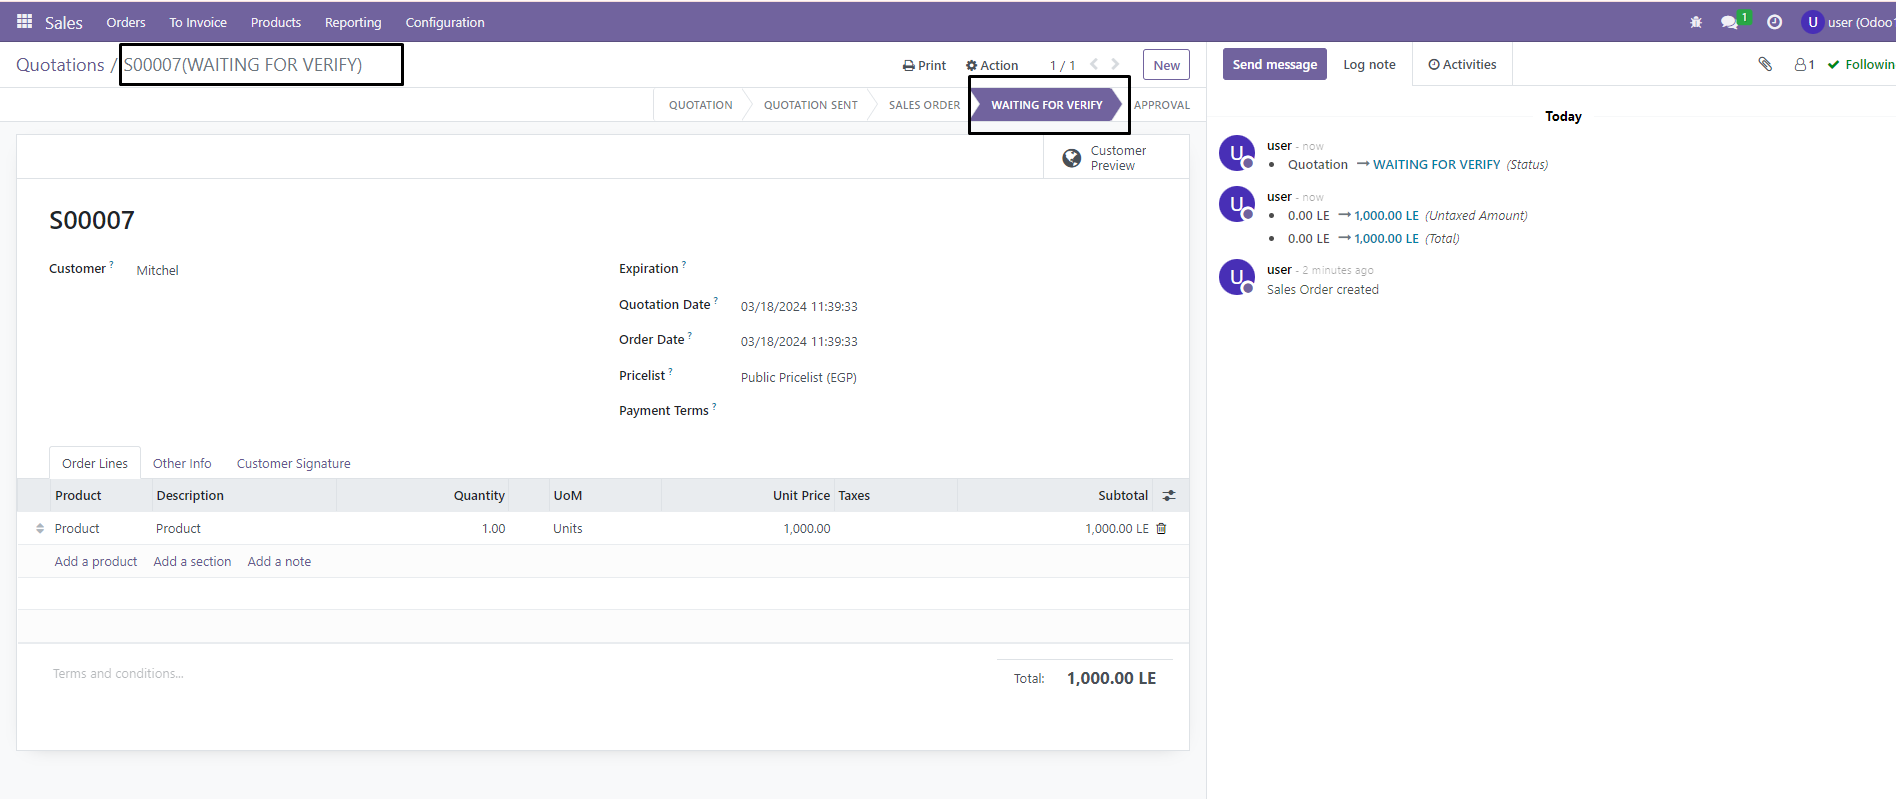 Sales Orders To Invoice Products Reporting Configuration 1 U user (Odoo1
Quotations / S00007(WAITING FOR VERIFY) Print Action 1 / 1 New
QUOTATION QUOTATION SENT SALES ORDER WAITING FOR VERIFY APPROVAL
Customer
Preview
S00007
Customer ? Mitchel
Expiration ?
Quotation Date ? 03/18/2024 11:39:33
Order Date ? 03/18/2024 11:39:33
Pricelist ? Public Pricelist (EGP)
Payment Terms ?
Order Lines Other Info Customer Signature
Product Description Quantity UoM Unit Price Taxes Subtotal
Product Product 1.00 Units 1,000.00 1,000.00 LE
Add a product Add a section Add a note
Terms and conditions...
Total: 1,000.00 LE
Send message Log note Activities 1 Followin
Today
U user - now
• Quotation → WAITING FOR VERIFY (Status)
U user - now
• 0.00 LE → 1,000.00 LE (Untaxed Amount)
• 0.00 LE → 1,000.00 LE (Total)
U user - 2 minutes ago
Sales Order created